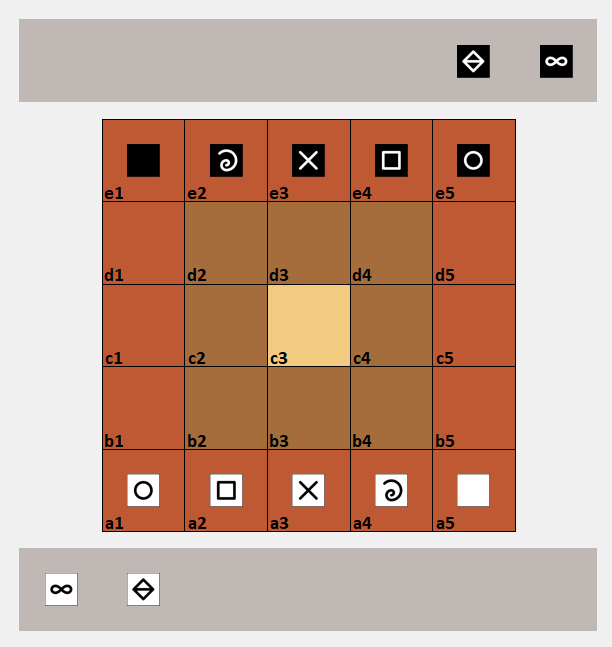 ∞
e1 e2 e3 e4 e5
d1 d2 d3 d4 d5
c1 c2 c3 c4 c5
b1 b2 b3 b4 b5
a1 a2 a3 a4 a5
∞